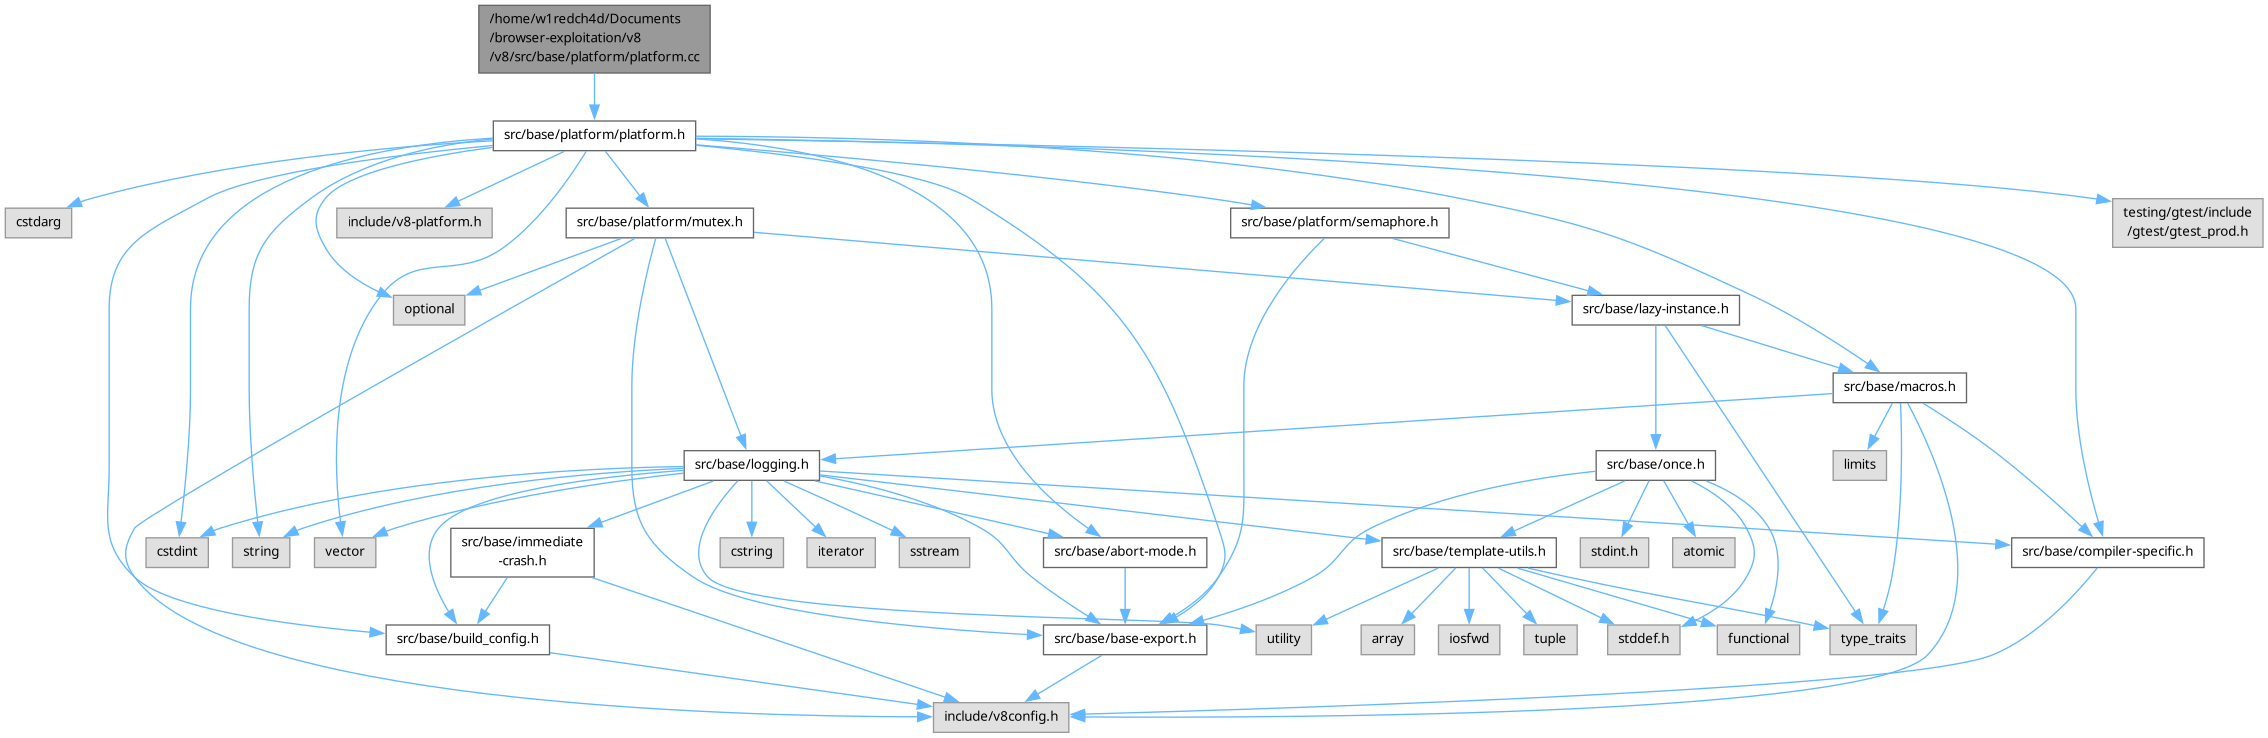 /home/w1redch4d/Documents
/browser-exploitation/v8
/v8/src/base/platform/platform.cc
src/base/platform/platform.h
cstdarg
include/v8-platform.h
src/base/platform/mutex.h
src/base/platform/semaphore.h
testing/gtest/include
/gtest/gtest_prod.h
optional
src/base/lazy-instance.h
src/base/macros.h
src/base/logging.h
src/base/once.h
limits
cstdint
string
vector
src/base/immediate
-crash.h
cstring
iterator
sstream
src/base/abort-mode.h
src/base/template-utils.h
stdint.h
atomic
src/base/compiler-specific.h
src/base/build_config.h
src/base/base-export.h
utility
array
iosfwd
tuple
stddef.h
functional
type_traits
include/v8config.h